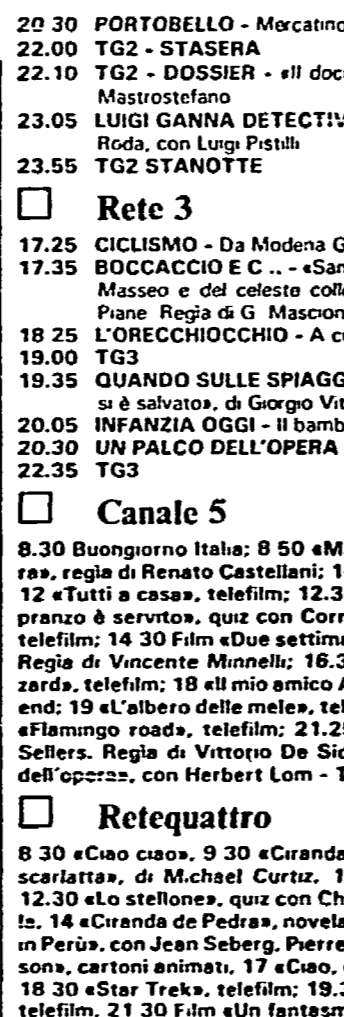 20 30 PORTOBELLO - Mercatino
22.00 TG2 - STASERA
22.10 TG2 - DOSSIER - «Il doc
Mastrostefano
23.05 LUIGI GANNA DETECTIV
Roda, con Luigi Pistilli
23.55 TG2 STANOTTE
Rete 3
17.25 CICLISMO - Da Modena G
17.35 BOCCACCIO E C .. - «San
Masseo e del celeste coll
Piane Regia di G Mascion
18 25 L'ORECCHIOCCHIO - A cu
19.00 TG3
19.35 QUANDO SULLE SPIAGG
si è salvato», di Giorgio Vit
20.05 INFANZIA OGGI - Il bamb
20.30 UN PALCO DELL'OPERA
22.35 TG3
Canale 5
8.30 Buongiorno Italia; 8 50 «M
ra», regia di Renato Castellani; 1
12 «Tutti a casa», telefilm; 12.3
pranzo è servito», quiz con Corr
telefilm; 14 30 Film «Due settima
Regia di Vincente Minnelli; 16.3
zard», telefilm; 18 «Il mio amico A
end; 19 «L'albero delle mele», tel
«Flamingo road», telefilm; 21.25
Sellers. Regia di Vittorio De Sic
dell'opera», con Herbert Lom - T
Retequattro
8 30 «Ciao ciao», 9 30 «Ciranda
scarlatta», di Michael Curtiz, 1
12.30 «Lo stellone», quiz con Ch
14 «Ciranda de Pedra», novela
in Perù», con Jean Seberg, Pierre
son», cartoni animati, 17 «Ciao,
18 30 «Star Trek», telefilm; 19.3
telefilm, 21 30 Film «Un fantasm